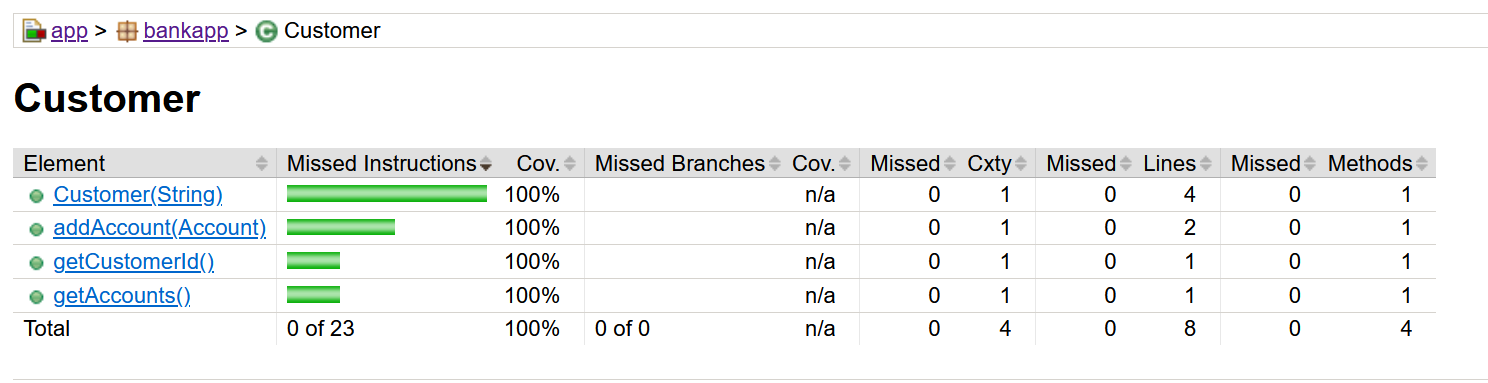 app > bankapp > Customer
Customer
Element Missed Instructions Cov. Missed Branches Cov. Missed Cxty Missed Lines Missed Methods
Customer(String) 100% n/a 0 1 0 4 0 1
addAccount(Account) 100% n/a 0 1 0 2 0 1
getCustomerId() 100% n/a 0 1 0 1 0 1
getAccounts() 100% n/a 0 1 0 1 0 1
Total 0 of 23 100% 0 of 0 n/a 0 4 0 8 0 4